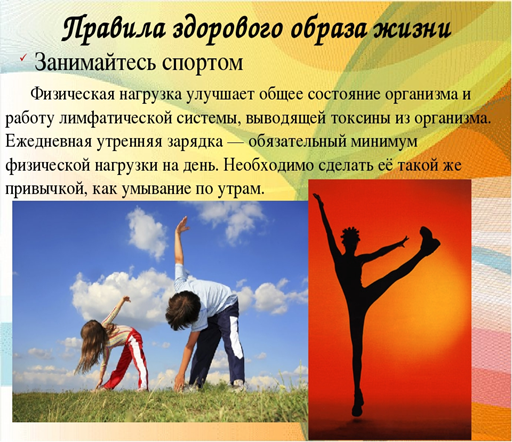 Правила здорового образа жизни
Занимайтесь спортом
Физическая нагрузка улучшает общее состояние организма и
работу лимфатической системы, выводящей токсины из организма.
Ежедневная утренняя зарядка — обязательный минимум
физической нагрузки на день. Необходимо сделать её такой же
привычкой, как умывание по утрам.